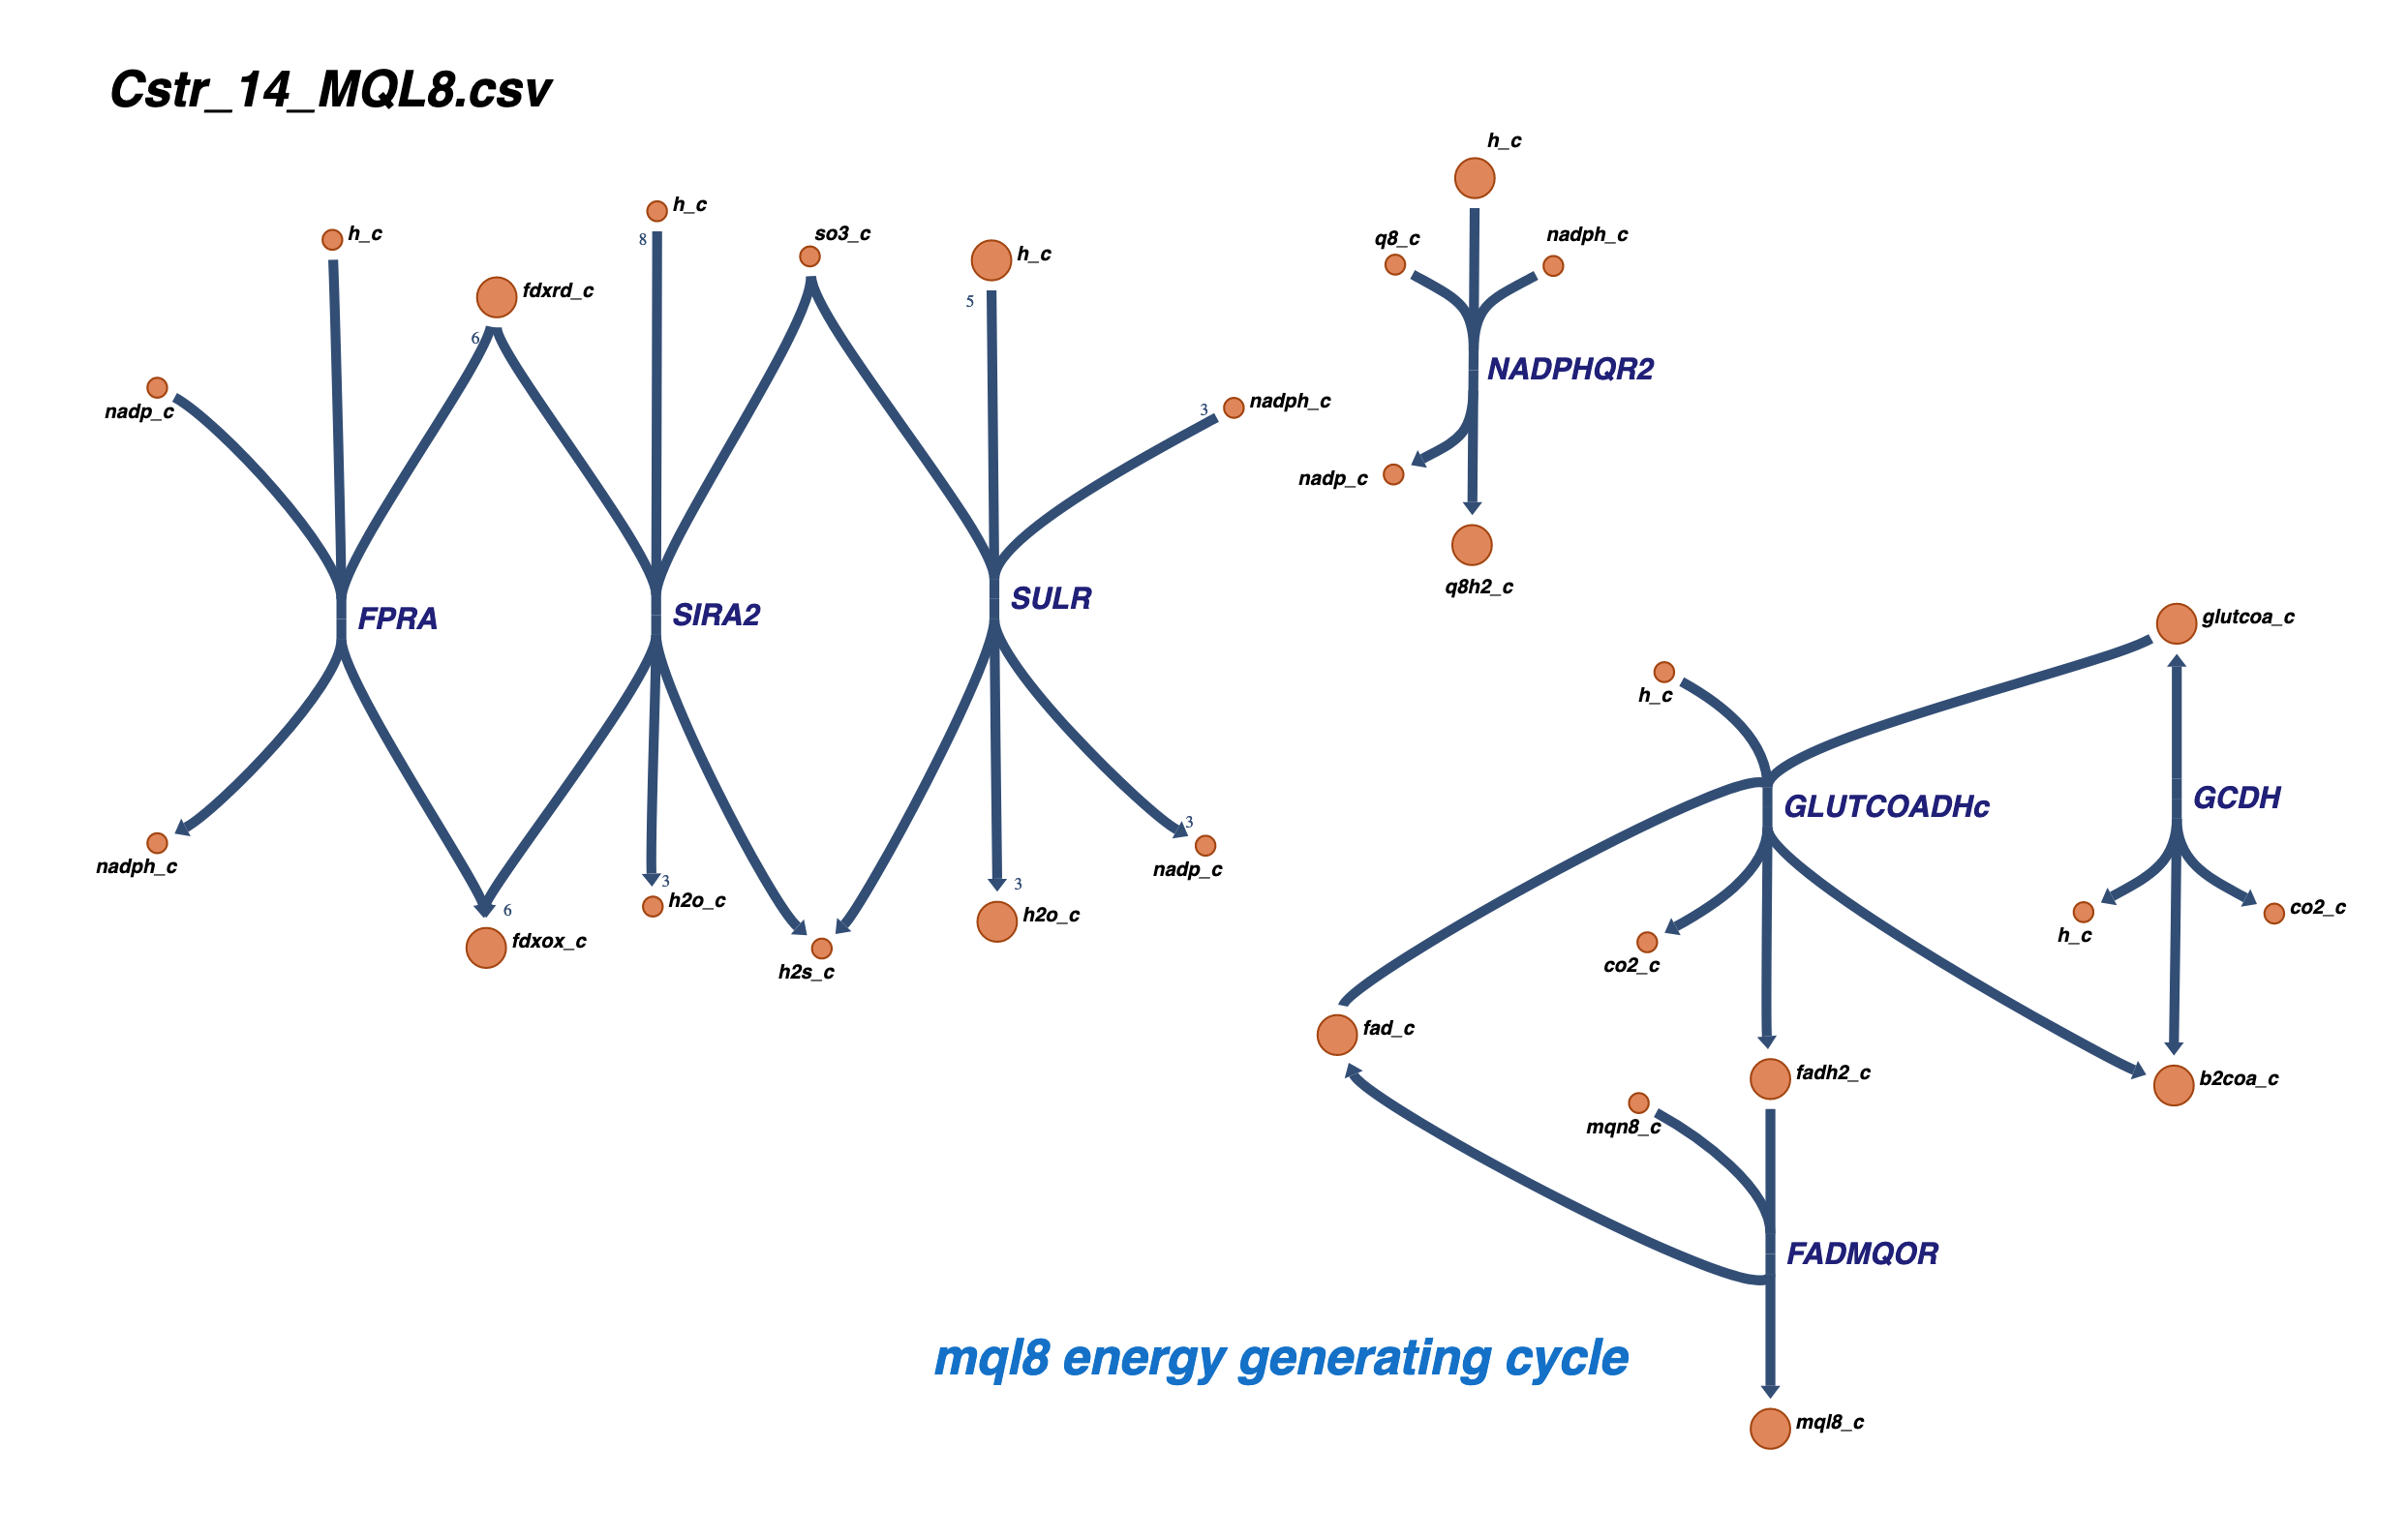 Cstr_14_MQL8.csv
h_c
h_c
8
so3_c
h_c
5
fdxrd_c
6
nadp_c
nadph_c
3
FPRA
SIRA2
SULR
nadph_c
fdxox_c
6
h2o_c
3
h2s_c
h2o_c
3
nadp_c
3
h_c
q8_c
nadph_c
NADPHQR2
nadp_c
q8h2_c
glutcoa_c
h_c
GLUTCOADHc
GCDH
co2_c
h_c
co2_c
fad_c
fadh2_c
b2coa_c
mqn8_c
FADMQOR
mql8 energy generating cycle
mql8_c